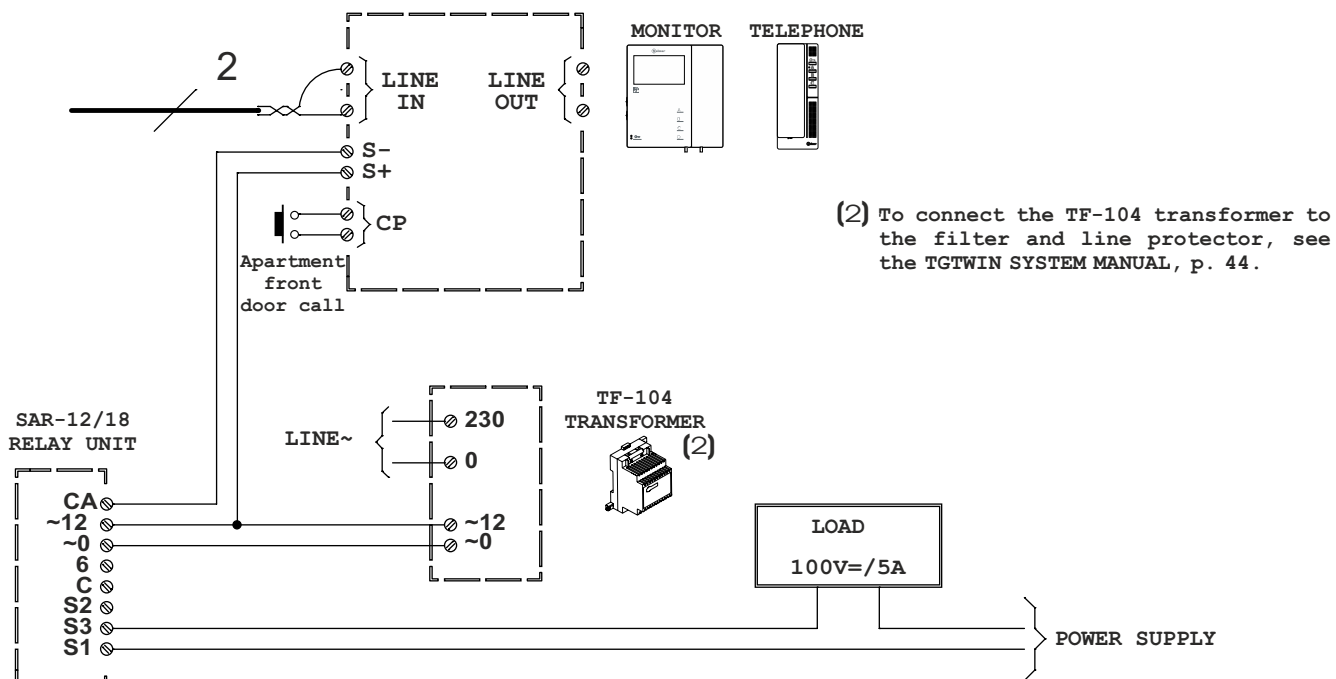 MONITOR
TELEPHONE
2
LINE
IN
LINE
OUT
S-
S+
CP
Apartment
front
door call
(2) To connect the TF-104 transformer to
the filter and line protector, see
the TGTWIN SYSTEM MANUAL, p. 44.
SAR-12/18
RELAY UNIT
LINE~
230
0
~12
~0
TF-104
TRANSFORMER
(2)
CA
~12
~0
6
C
S2
S3
S1
LOAD
100V=/5A
POWER SUPPLY